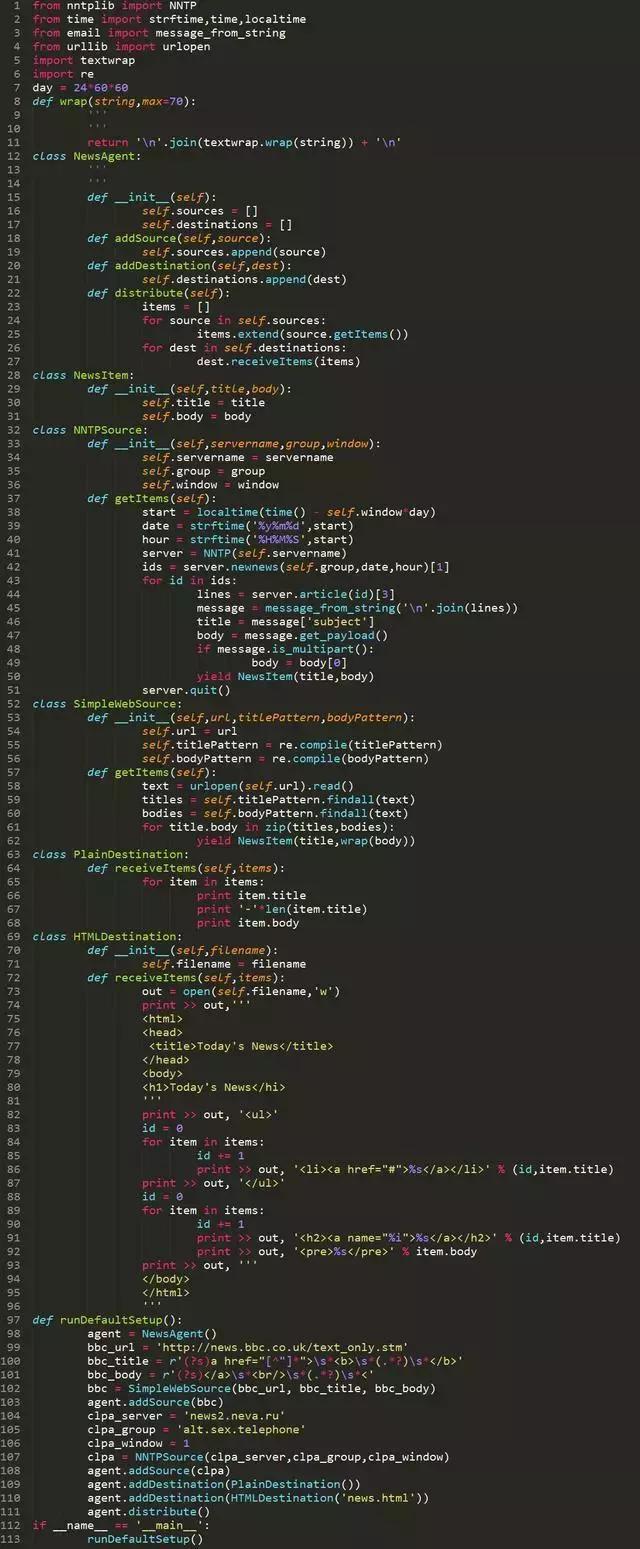 1 from nntplib import NNTP
2 from time import strftime,time,localtime
3 from email import message_from_string
4 from urllib import urlopen
5 import textwrap
6 import re
7 day = 24*60*60
8 def wrap(string,max=70):
9 '''
10 '''
11 return '\n'.join(textwrap.wrap(string)) + '\n'
12 class NewsAgent:
13 '''
14 '''
15 def __init__(self):
16 self.sources = []
17 self.destinations = []
18 def addSource(self,source):
19 self.sources.append(source)
20 def addDestination(self,dest):
21 self.destinations.append(dest)
22 def distribute(self):
23 items = []
24 for source in self.sources:
25 items.extend(source.getItems())
26 for dest in self.destinations:
27 dest.receiveItems(items)
28 class NewsItem:
29 def __init__(self,title,body):
30 self.title = title
31 self.body = body
32 class NNTPSource:
33 def __init__(self,servername,group,window):
34 self.servername = servername
35 self.group = group
36 self.window = window
37 def getItems(self):
38 start = localtime(time() - self.window*day)
39 date = strftime('%y%m%d',start)
40 hour = strftime('%H%M%S',start)
41 server = NNTP(self.servername)
42 ids = server.newnews(self.group,date,hour)[1]
43 for id in ids:
44 lines = server.article(id)[3]
45 message = message_from_string('\n'.join(lines))
46 title = message['subject']
47 body = message.get_payload()
48 if message.is_multipart():
49 body = body[0]
50 yield NewsItem(title,body)
51 server.quit()
52 class SimpleWebSource:
53 def __init__(self,url,titlePattern,bodyPattern):
54 self.url = url
55 self.titlePattern = re.compile(titlePattern)
56 self.bodyPattern = re.compile(bodyPattern)
57 def getItems(self):
58 text = urlopen(self.url).read()
59 titles = self.titlePattern.findall(text)
60 bodies = self.bodyPattern.findall(text)
61 for title.body in zip(titles,bodies):
62 yield NewsItem(title,wrap(body))
63 class PlainDestination:
64 def receiveItems(self,items):
65 for item in items:
66 print item.title
67 print '-'*len(item.title)
68 print item.body
69 class HTMLDestination:
70 def __init__(self,filename):
71 self.filename = filename
72 def receiveItems(self,items):
73 out = open(self.filename,'w')
74 print >> out,'''
75 <html>
76 <head>
77 <title>Today's News</title>
78 </head>
79 <body>
80 <h1>Today's News</hi>
81 '''
82 print >> out, '<ul>'
83 id = 0
84 for item in items:
85 id += 1
86 print >> out, '<li><a href="#">%s</a></li>' % (id,item.title)
87 print >> out, '</ul>'
88 id = 0
89 for item in items:
90 id += 1
91 print >> out, '<h2><a name="%i">%s</a></h2>' % (id,item.title)
92 print >> out, '<pre>%s</pre>' % item.body
93 print >> out, '''
94 </body>
95 </html>
96 '''
97 def runDefaultSetup():
98 agent = NewsAgent()
99 bbc_url = 'http://news.bbc.co.uk/text_only.stm'
100 bbc_title = r'(?s)a href="[^"]*">\s*<b>\s*(.*?)\s*</b>'
101 bbc_body = r'(?s)</a>\s*<br/>\s*(.*?)\s*<'
102 bbc = SimpleWebSource(bbc_url, bbc_title, bbc_body)
103 agent.addSource(bbc)
104 clpa_server = 'news2.neva.ru'
105 clpa_group = 'alt.sex.telephone'
106 clpa_window = 1
107 clpa = NNTPSource(clpa_server,clpa_group,clpa_window)
108 agent.addSource(clpa)
109 agent.addDestination(PlainDestination())
110 agent.addDestination(HTMLDestination('news.html'))
111 agent.distribute()
112 if __name__ == '__main__':
113 runDefaultSetup()